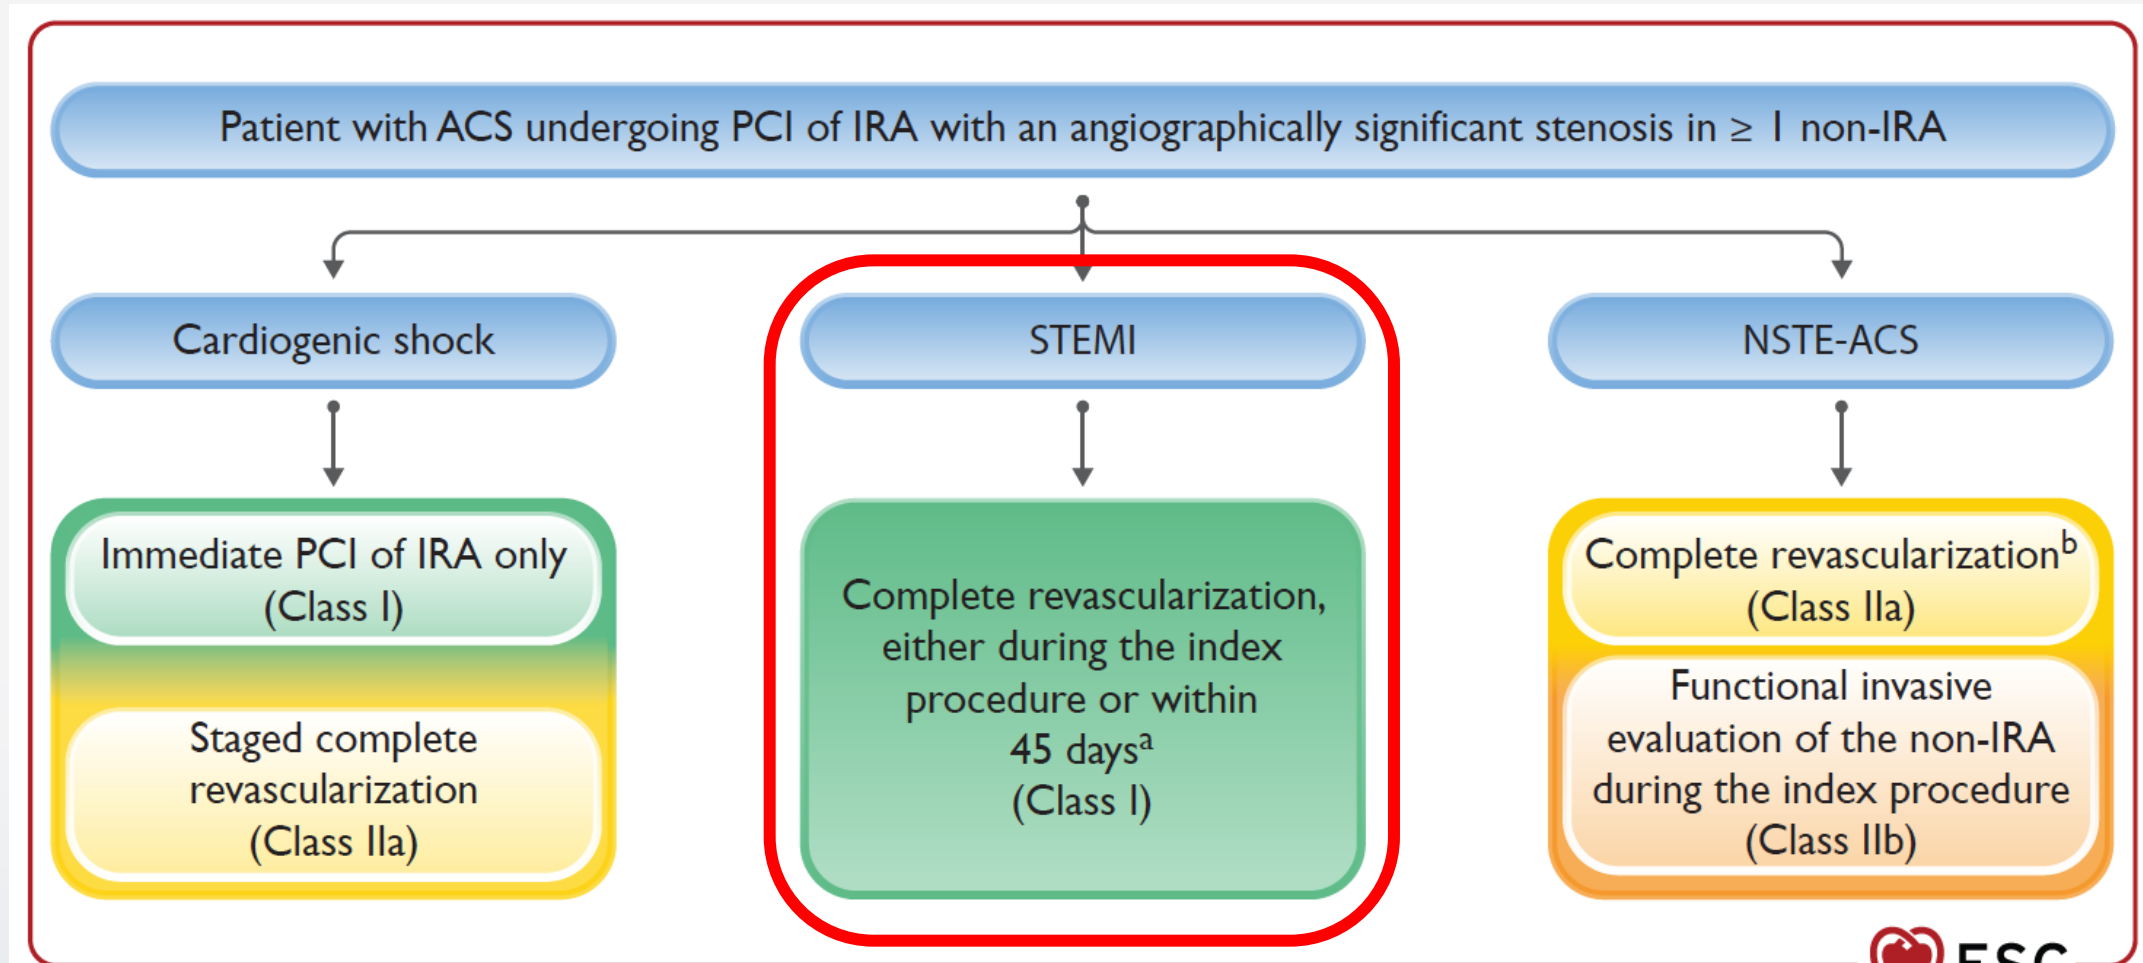 Patient with ACS undergoing PCI of IRA with an angiographically significant stenosis in ≥ 1 non-IRA
Cardiogenic shock
STEMI
NSTE-ACS
Immediate PCI of IRA only
(Class I)
Staged complete
revascularization
(Class IIa)
Complete revascularization,
either during the index
procedure or within
45 daysᵃ
(Class I)
Complete revascularizationᵇ
(Class IIa)
Functional invasive
evaluation of the non-IRA
during the index procedure
(Class IIb)
ESC